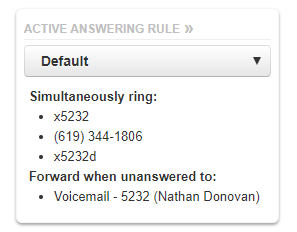 ACTIVE ANSWERING RULE »
Default
Simultaneously ring:
• x5232
• (619) 344-1806
• x5232d
Forward when unanswered to:
• Voicemail - 5232 (Nathan Donovan)